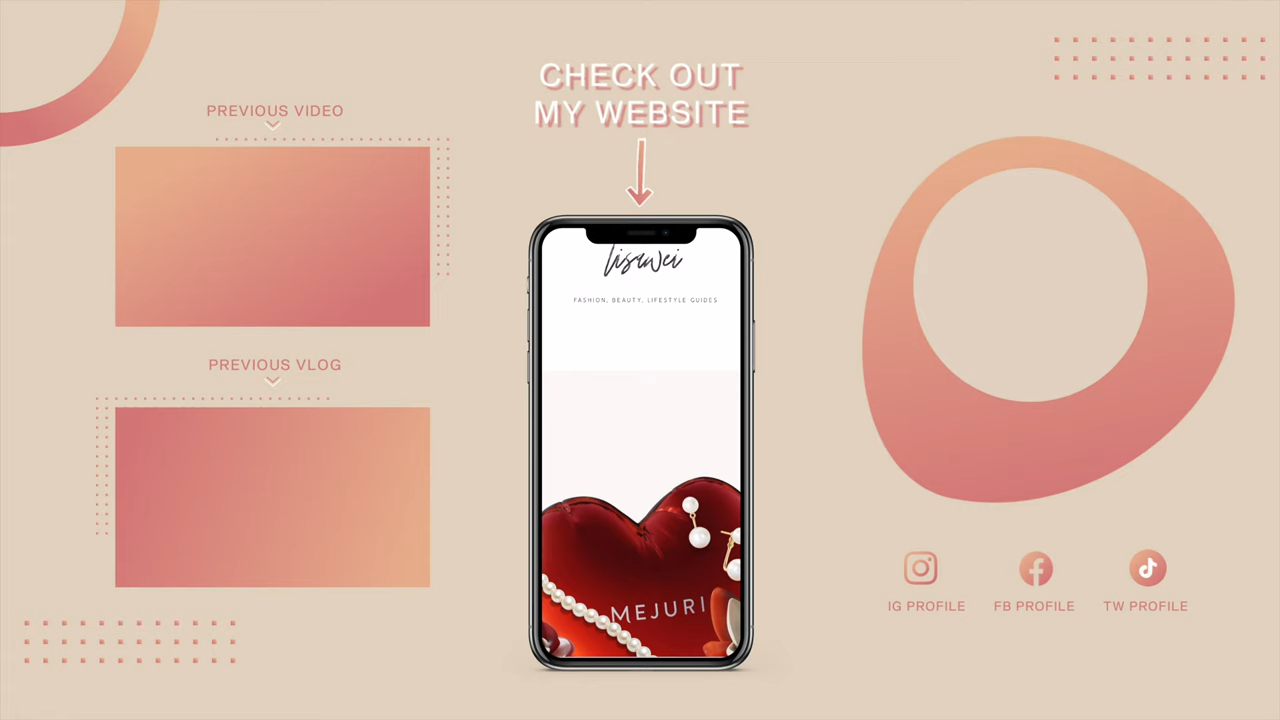 PREVIOUS VIDEO
PREVIOUS VLOG
CHECK OUT
MY WEBSITE
lisawei
FASHION, BEAUTY, LIFESTYLE GUIDES
MEJURI
IG PROFILE
FB PROFILE
TW PROFILE